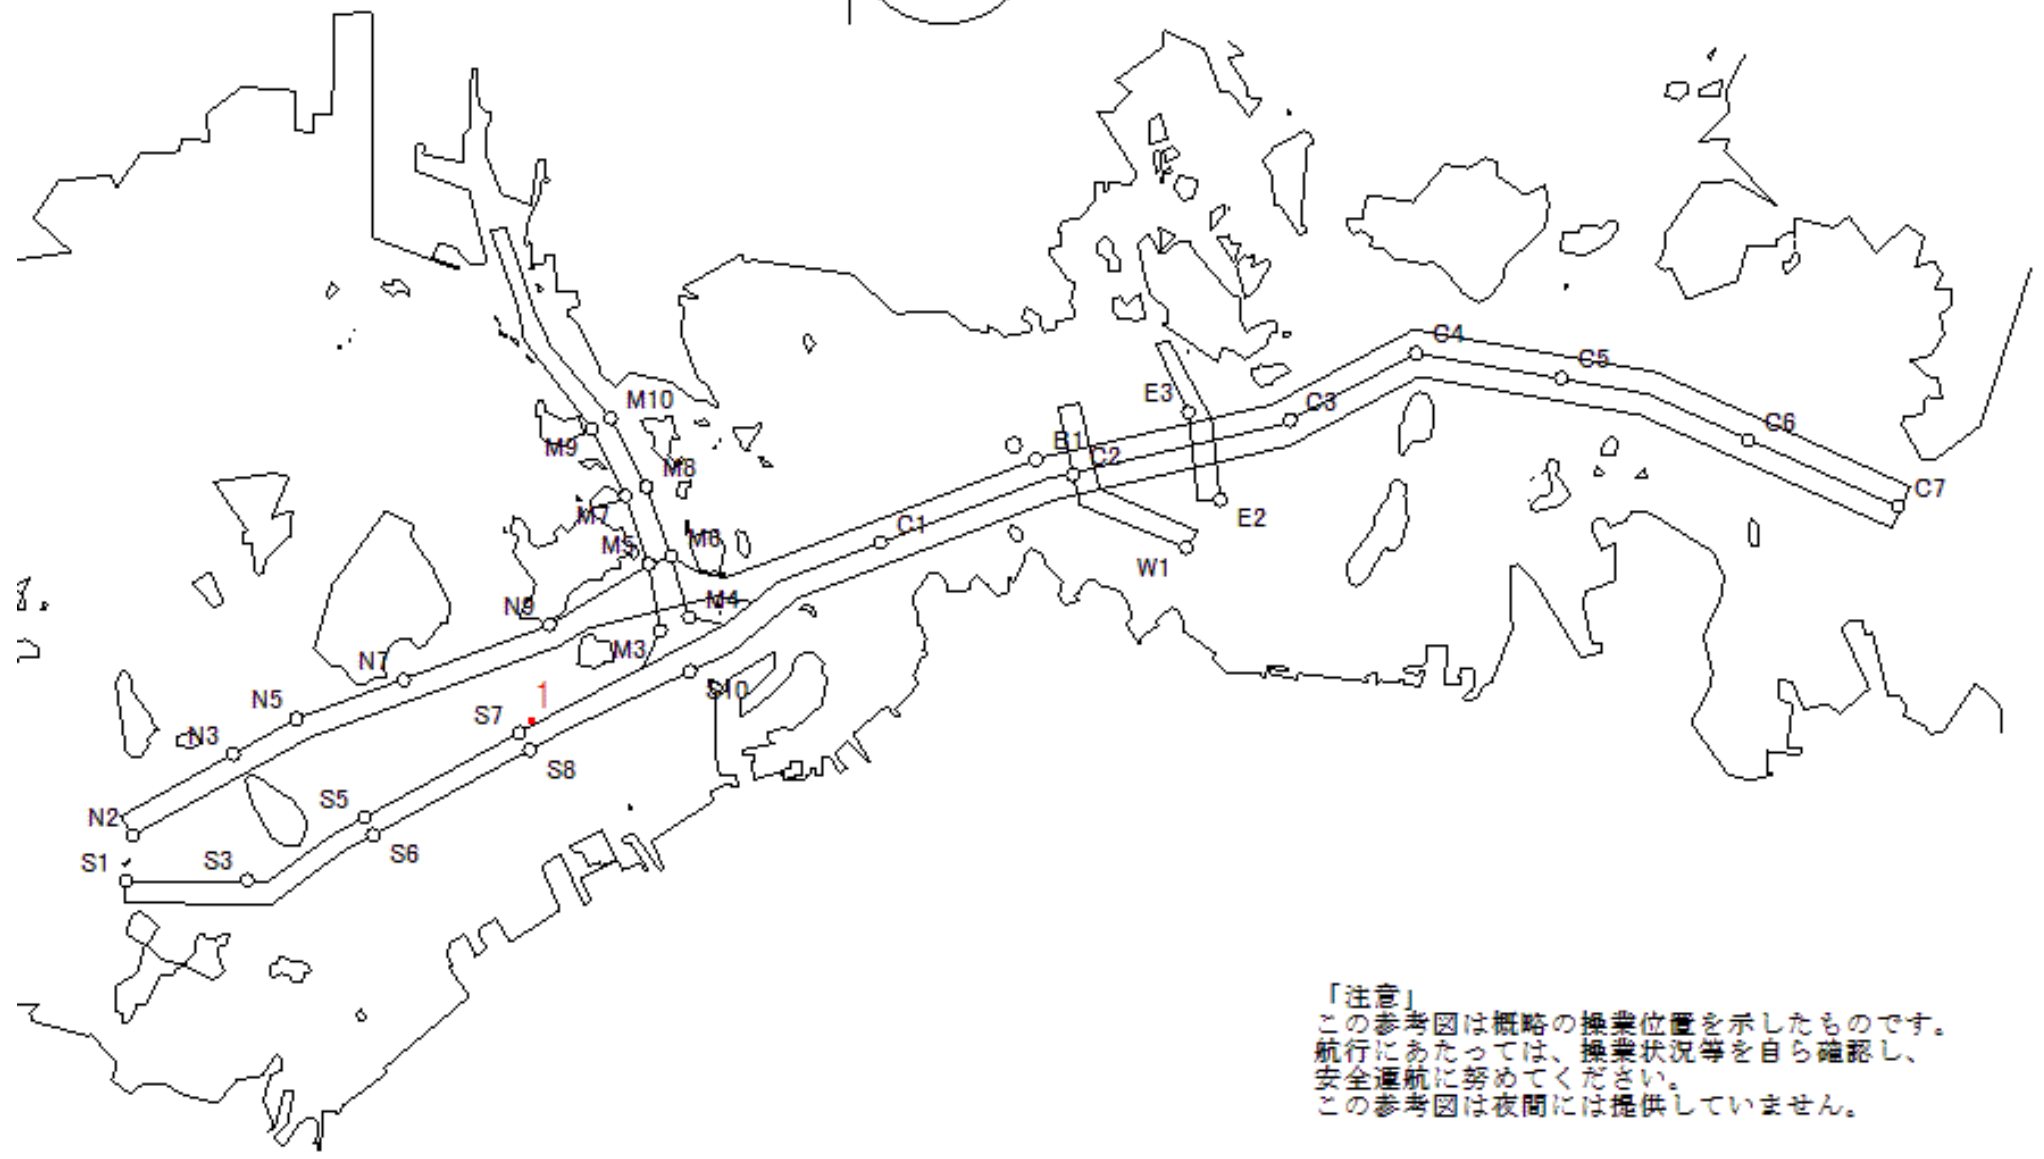 C4
C5
M10
E3
C3
C6
M9
B1
C2
M8
C7
M7
E2
C1
M5
M6
W1
N9
M4
M3
N7
S10
N5
1
S7
N3
S8
S5
N2
S6
S1
S3
「注意」
この参考図は概略の操業位置を示したものです。
航行にあたっては、操業状況等を自ら確認し、
安全運航に努めてください。
この参考図は夜間には提供していません。